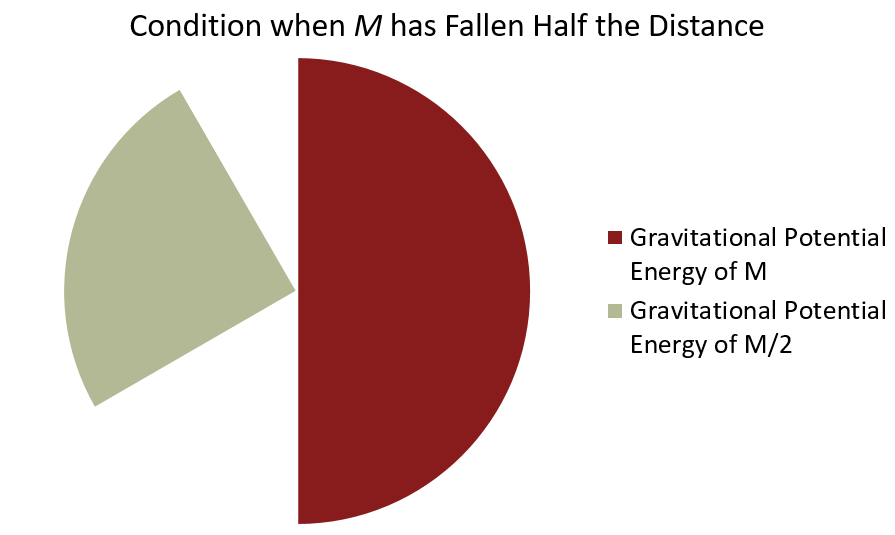 Condition when M has Fallen Half the Distance
Gravitational Potential
Energy of M
Gravitational Potential
Energy of M/2